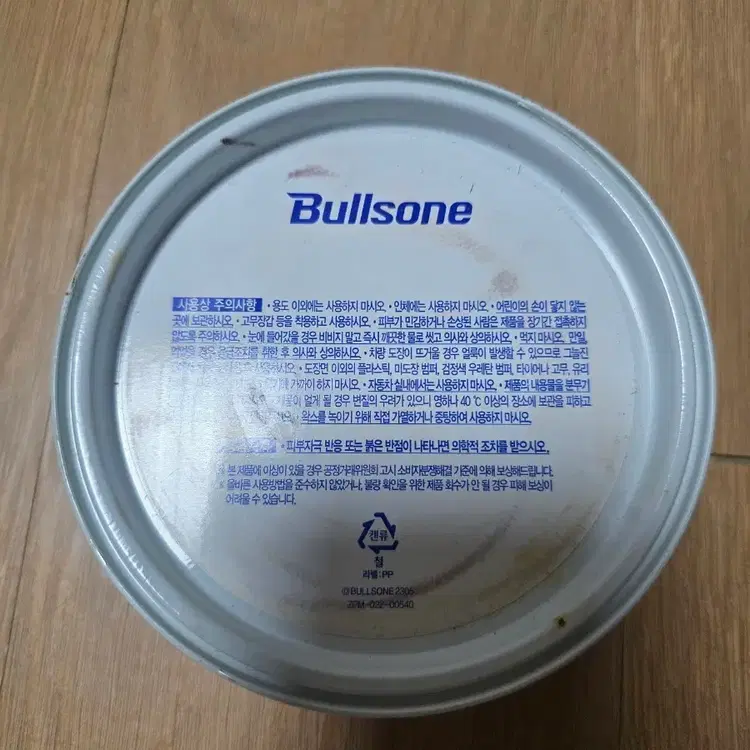 Bullsone
사용상 주의사항 • 용도 이외에는 사용하지 마시오. • 인체에는 사용하지 마시오. • 어린이의 손이 닿지 않는
곳에 보관하시오. • 고무장갑 등을 착용하고 사용하시오. • 피부가 민감하거나 손상된 사람은 제품을 장기간 접촉하지
않도록 주의하시오. • 눈에 들어갔을 경우 비비지 말고 즉시 깨끗한 물로 씻고 의사와 상의하시오. • 먹지 마시오. 만일,
먹었을 경우 응급조치를 취한 후 의사와 상의하시오. • 차량 도장이 뜨거울 경우 얼룩이 발생할 수 있으므로 그늘진
• 도장면 이외의 플라스틱, 미도장 범퍼, 검정색 우레탄 범퍼, 타이어나 고무, 유리
가까이 하지 마시오. • 자동차 실내에서는 사용하지 마시오. • 제품의 내용물을 분무기
제품이 얼게 될 경우 변질의 우려가 있으니 영하나 40 ℃ 이상의 장소에 보관을 피하고
• 왁스를 녹이기 위해 직접 가열하거나 중탕하여 사용하지 마시오.
• 피부자극 반응 또는 붉은 반점이 나타나면 의학적 조치를 받으시오.
본 제품에 이상이 있을 경우 공정거래위원회 고시 소비자분쟁해결 기준에 의해 보상해드립니다.
올바른 사용방법을 준수하지 않았거나, 불량 확인을 위한 제품 회수가 안 될 경우 피해 보상이
어려울 수 있습니다.
캔류
철
라벨: PP
© BULLSONE 2305
ZPM-022-00540